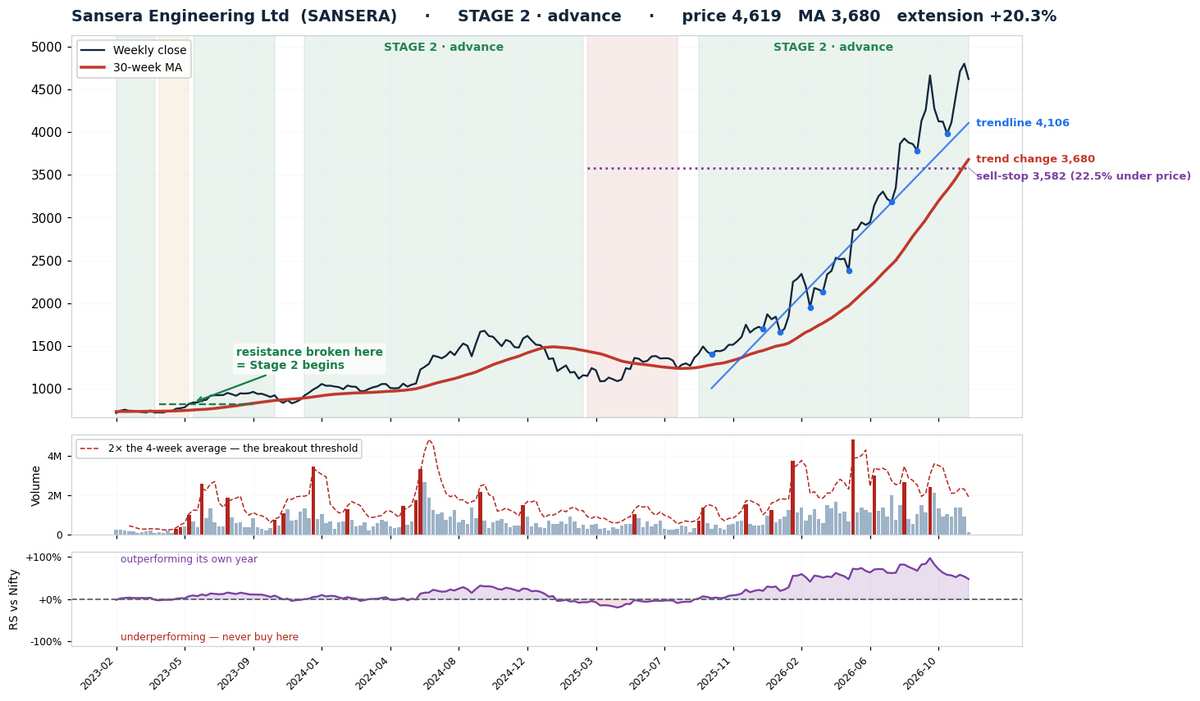 Sansera Engineering Ltd (SANSERA) · STAGE 2 · advance · price 4,619 MA 3,680 extension +20.3%
5000
4500
4000
3500
3000
2500
2000
1500
1000
Weekly close
30-week MA
STAGE 2 · advance
STAGE 2 · advance
trendline 4,106
trend change 3,680
sell-stop 3,582 (22.5% under price)
resistance broken here
= Stage 2 begins
Volume
4M
2M
0
2× the 4-week average — the breakout threshold
RS vs Nifty
+100%
+0%
-100%
outperforming its own year
underperforming — never buy here
2023-02
2023-05
2023-09
2024-01
2024-04
2024-08
2024-12
2025-03
2025-07
2025-11
2026-02
2026-06
2026-10